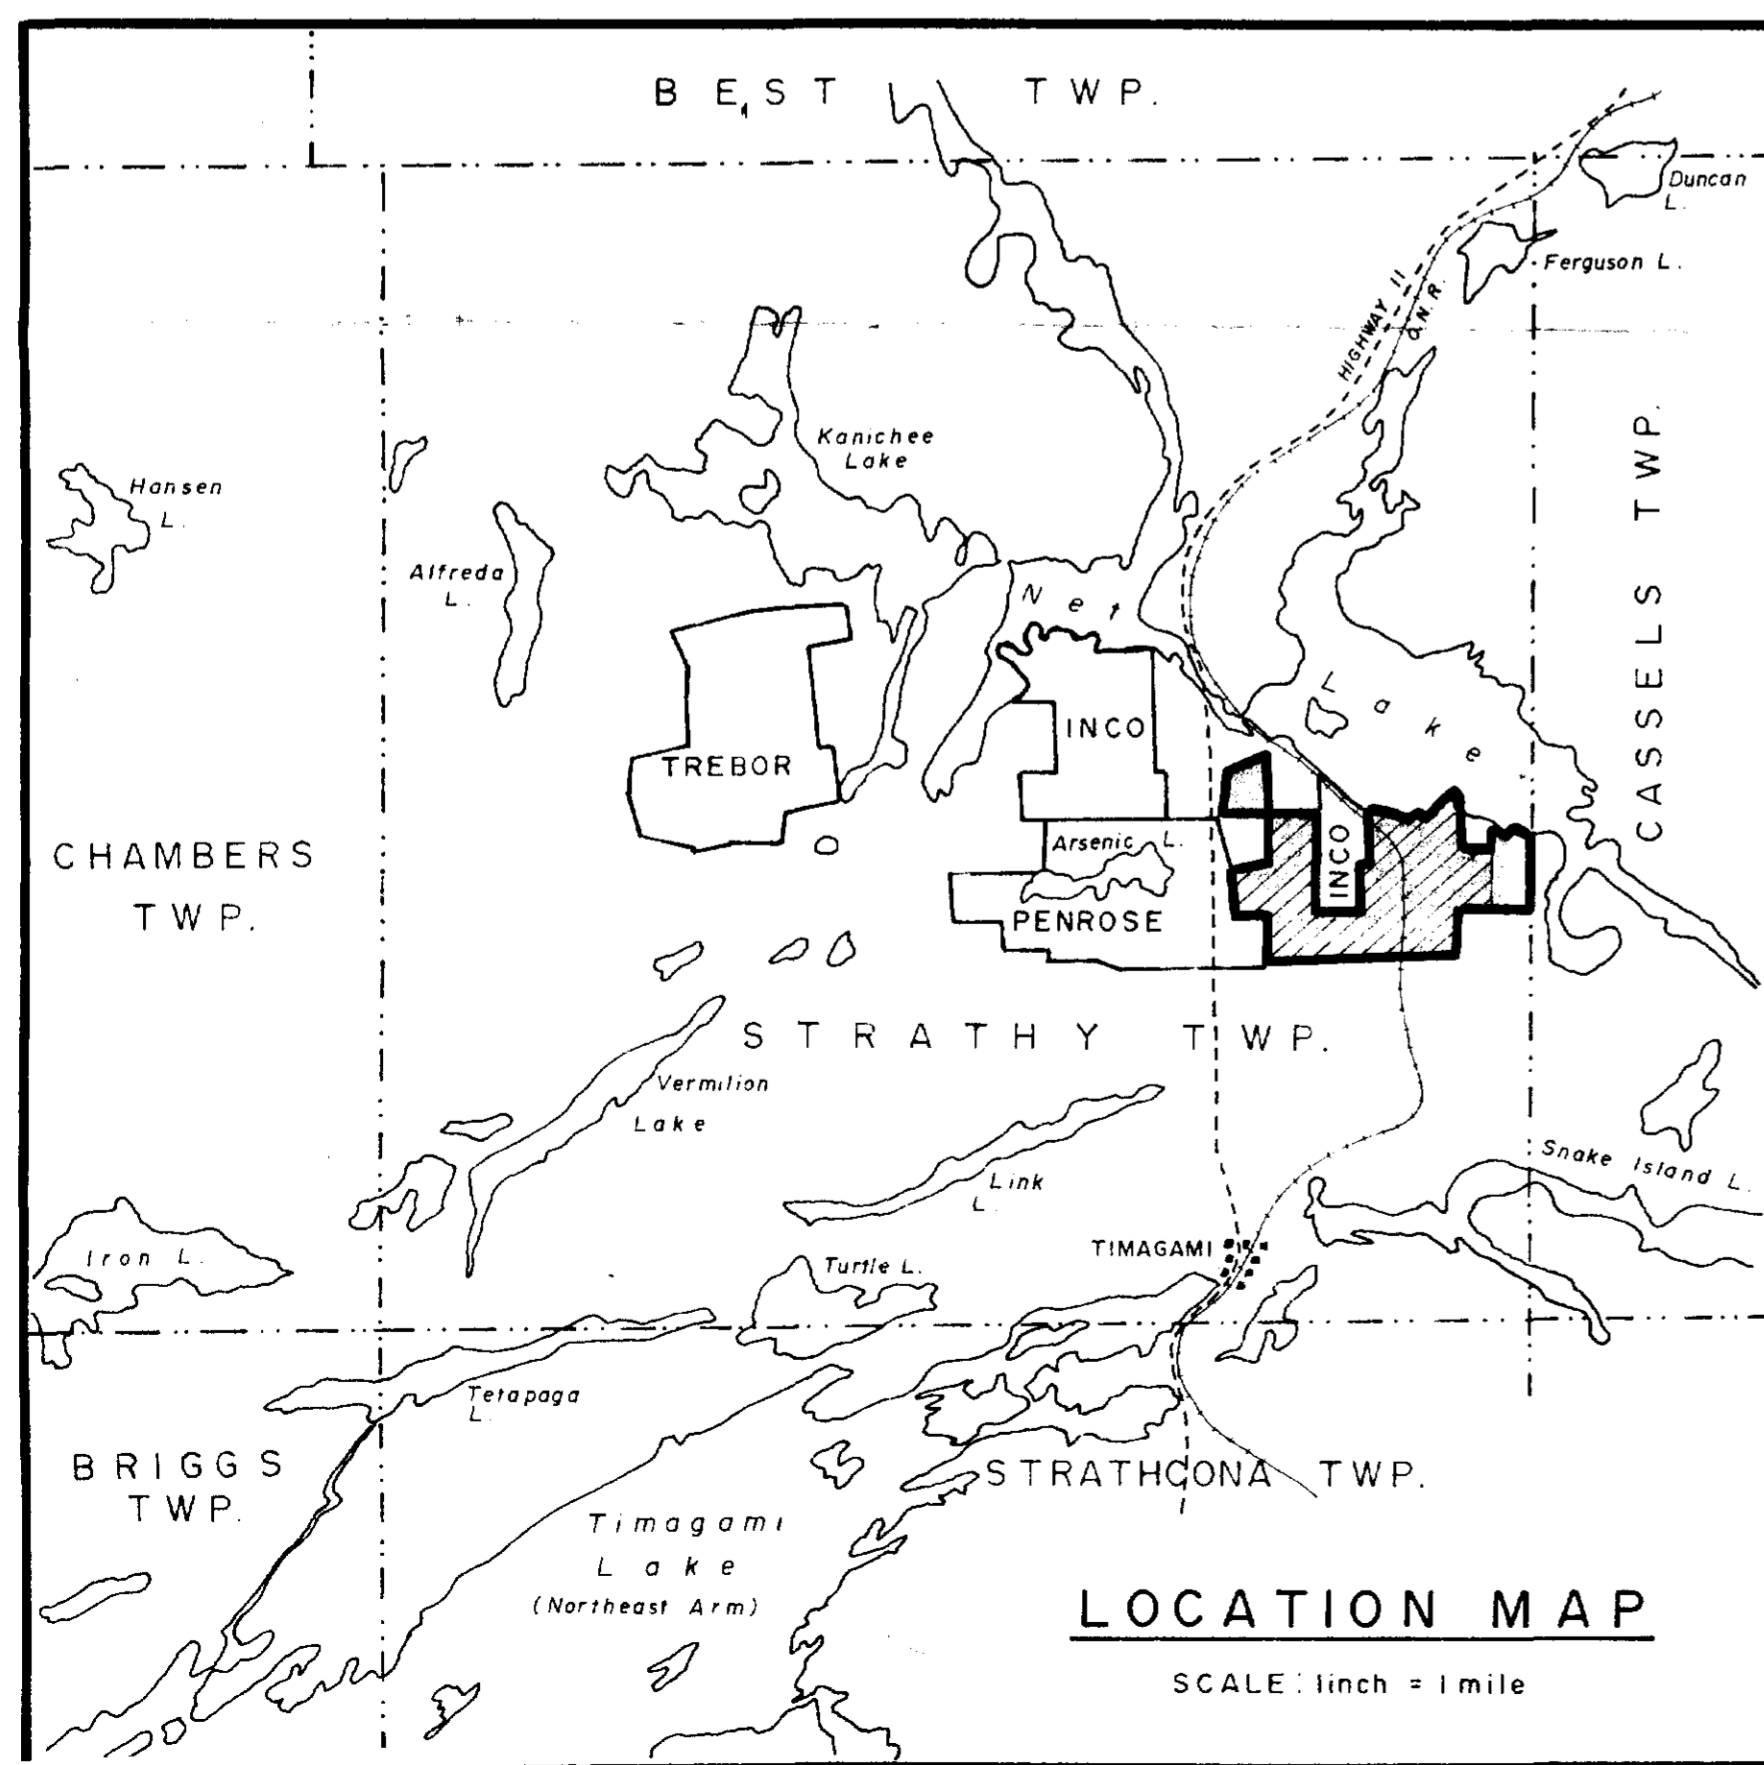 BEST TWP.
Duncan
L.
Ferguson L.
HIGHWAY 11
O.N.R.
Kanichee
Lake
Hansen
L.
Alfreda
L.
Net
Lake
CASSELS TWP.
INCO
TREBOR
Arsenic L.
INCO
CHAMBERS
TWP.
PENROSE
STRATHY TWP.
Vermilion
Lake
Snake Island L.
Link
L.
Iron L.
TIMAGAMI
Turtle L.
Tetapaga
L.
BRIGGS
TWP.
STRATHCONA TWP.
Timagami
Lake
(Northeast Arm)
LOCATION MAP
SCALE: 1inch = 1mile